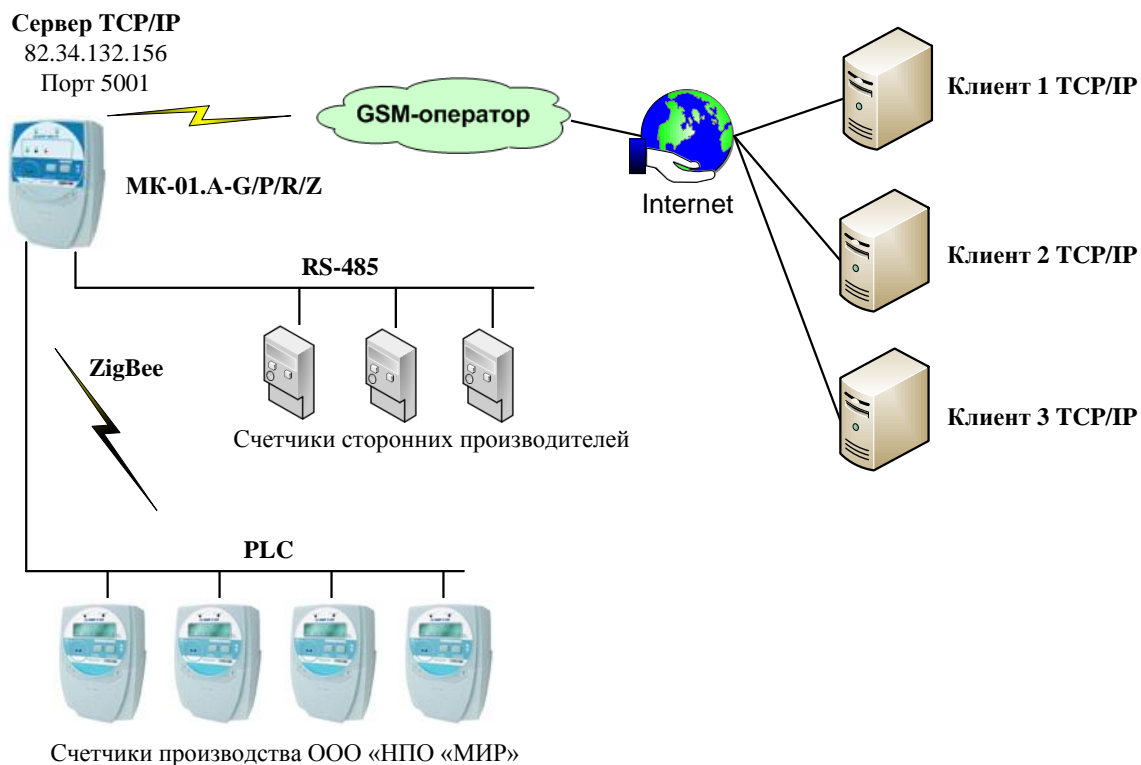 Сервер TCP/IP
82.34.132.156
Порт 5001
GSM-оператор
Клиент 1 TCP/IP
МК-01.А-G/P/R/Z
Internet
Клиент 2 TCP/IP
RS-485
ZigBee
Клиент 3 TCP/IP
Счетчики сторонних производителей
PLC
Счетчики производства ООО «НПО «МИР»